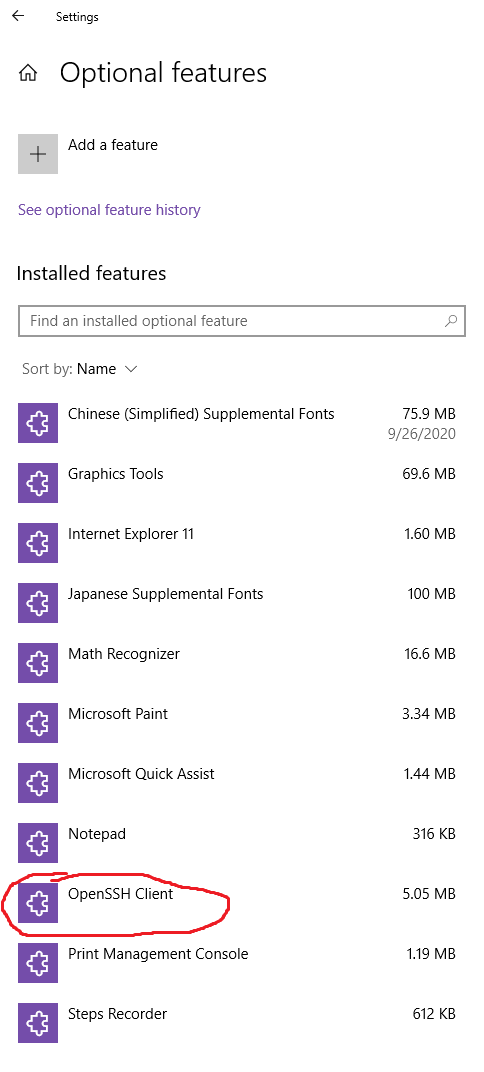 Settings
Optional features
Add a feature
See optional feature history
Installed features
Find an installed optional feature
Sort by: Name
Chinese (Simplified) Supplemental Fonts 75.9 MB
9/26/2020
Graphics Tools 69.6 MB
Internet Explorer 11 1.60 MB
Japanese Supplemental Fonts 100 MB
Math Recognizer 16.6 MB
Microsoft Paint 3.34 MB
Microsoft Quick Assist 1.44 MB
Notepad 316 KB
OpenSSH Client 5.05 MB
Print Management Console 1.19 MB
Steps Recorder 612 KB